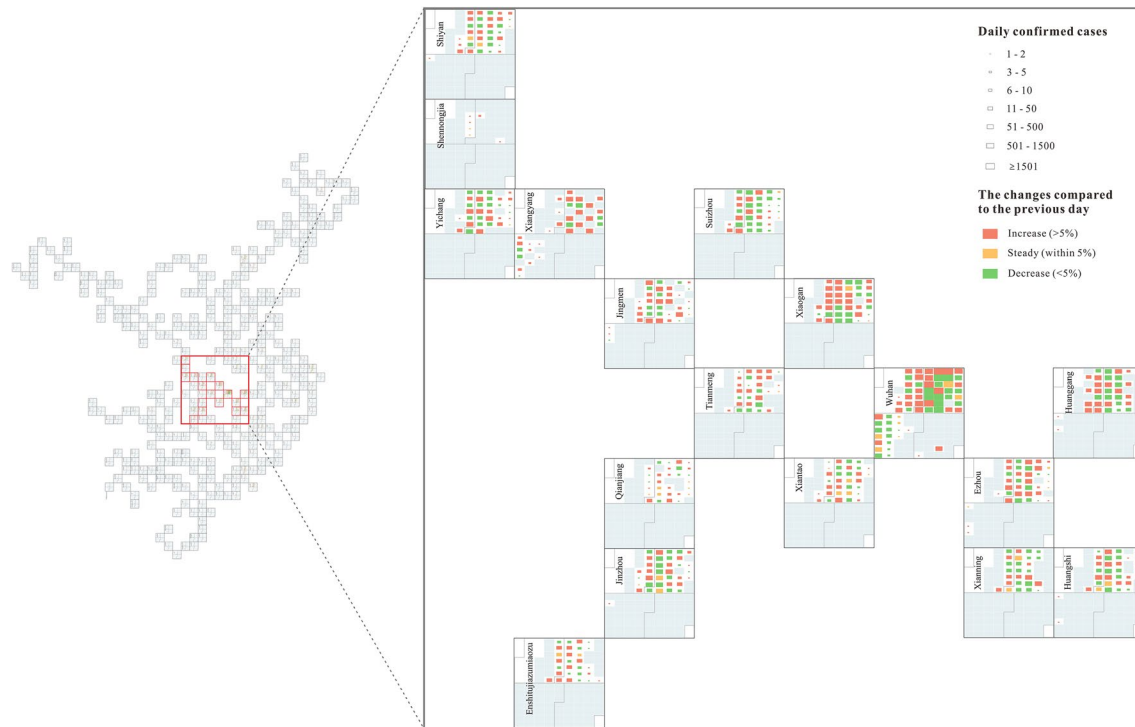 Shiyan
Daily confirmed cases
1 - 2
3 - 5
6 - 10
11 - 50
51 - 500
501 - 1500
≥1501
Shennongjia
The changes compared
to the previous day
Increase (>5%)
Steady (within 5%)
Decrease (<5%)
Yichang
Xiangyang
Suizhou
Jingmen
Xiaogan
Tianmeng
Wuhan
Huanggang
Qianjiang
Xiantao
Ezhou
Jinzhou
Xianning
Huangshi
Enshitujiazumiaozu